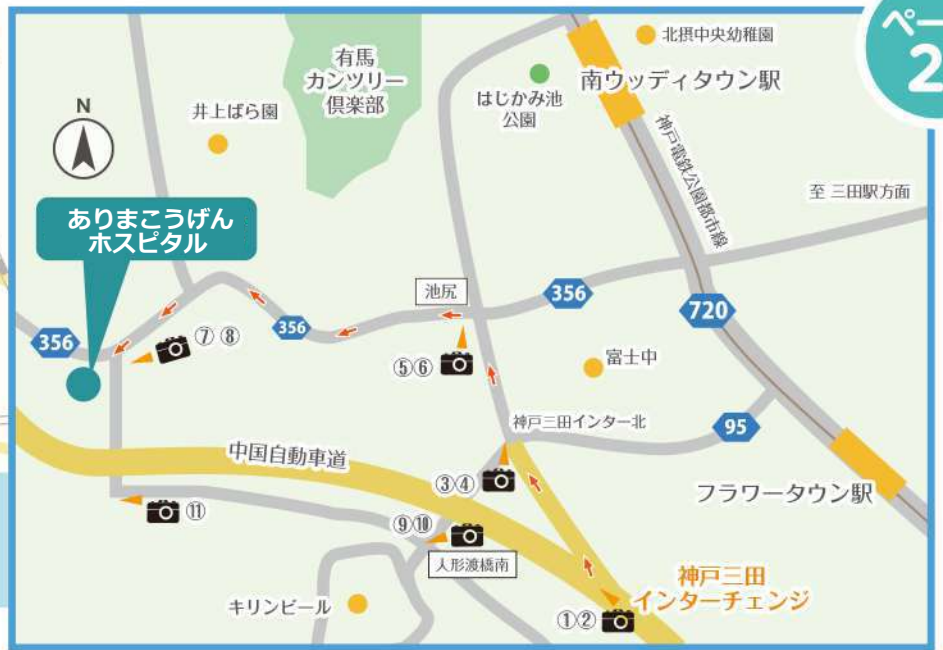 ペー
2
北摂中央幼稚園
有馬
カンツリー
倶楽部
南ウッディタウン駅
はじかみ池
公園
井上ばら園
N
神戸電鉄公園都市線
至 三田駅方面
ありまこうげん
ホスピタル
池尻
356
356
720
356
⑦ ⑧
⑤⑥
富士中
神戸三田インター北
95
中国自動車道
③④
フラワータウン駅
⑪
⑨⑩
人形渡橋南
神戸三田
インターチェンジ
キリンビール
①②